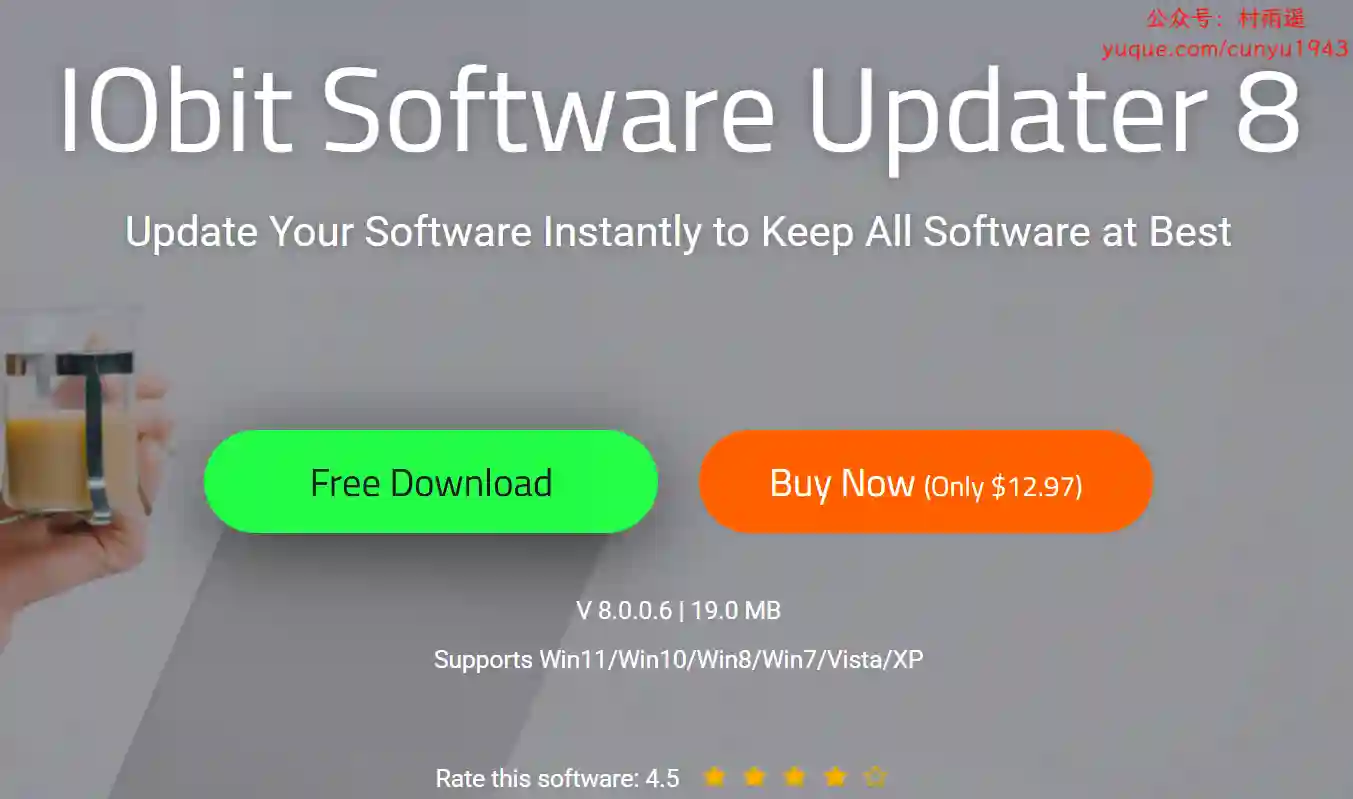 公众号：村雨遥
yuque.com/cunyu1943
IObit Software Updater 8
Update Your Software Instantly to Keep All Software at Best
Free Download
Buy Now (Only $12.97)
V 8.0.0.6 | 19.0 MB
Supports Win11/Win10/Win8/Win7/Vista/XP
Rate this software: 4.5